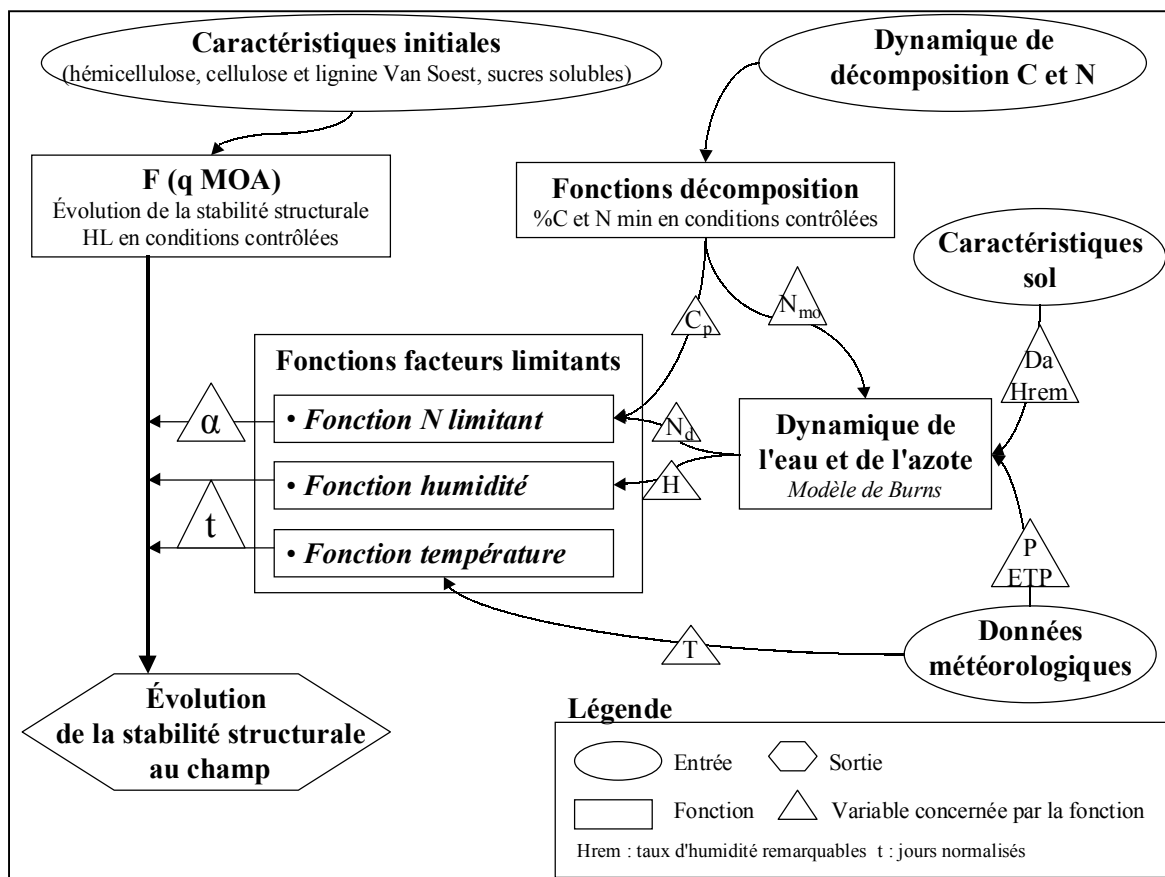 Caractéristiques initiales
(hémicellulose, cellulose et lignine Van Soest, sucres solubles)
Dynamique de
décomposition C et N
F (q MOA)
Évolution de la stabilité structurale
HL en conditions contrôlées
Fonctions décomposition
%C et N min en conditions contrôlées
Caractéristiques
sol
C_p
N_mo
Da
Hrem
Fonctions facteurs limitants
• Fonction N limitant
α
N_d
Dynamique de
l'eau et de l'azote
Modèle de Burns
• Fonction humidité
H
t
• Fonction température
P
ETP
T
Données
météorologiques
Évolution
de la stabilité structurale
au champ
Légende
Entrée
Sortie
Fonction
Variable concernée par la fonction
Hrem : taux d'humidité remarquables t : jours normalisés